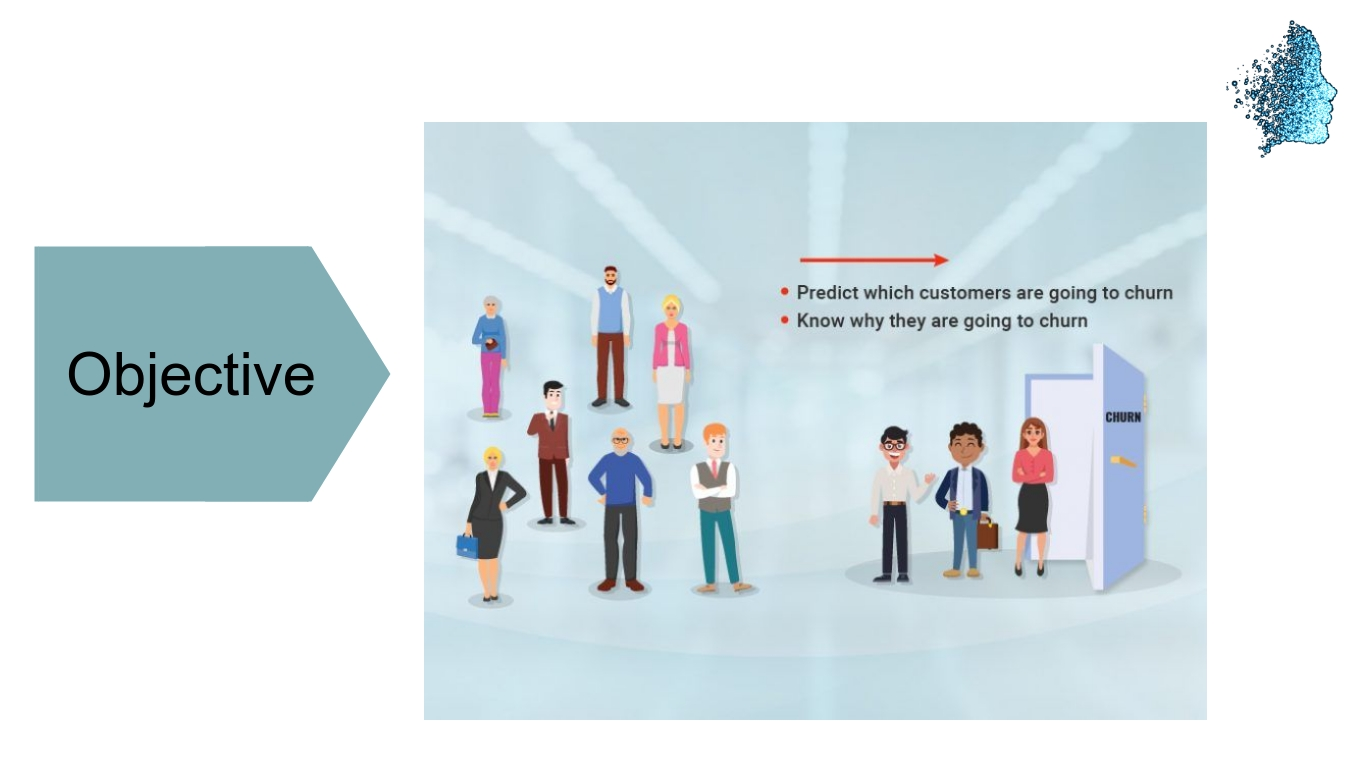 Objective
Predict which customers are going to churn
Know why they are going to churn
CHURN